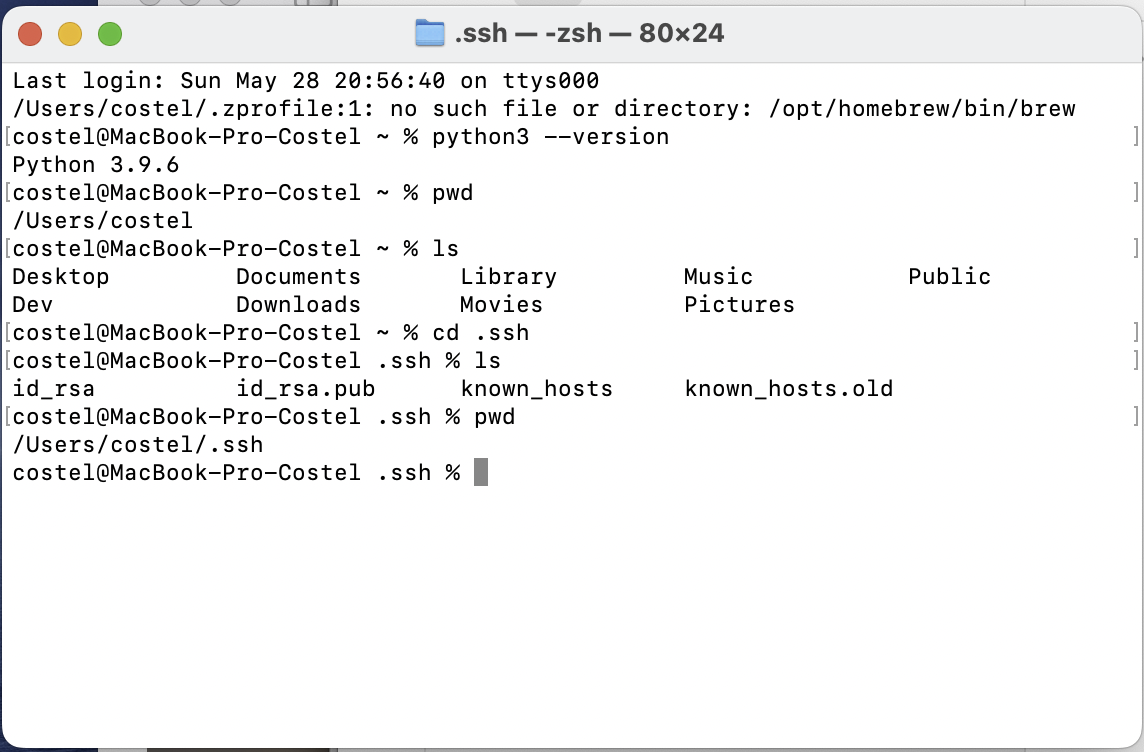 .ssh — -zsh — 80×24
Last login: Sun May 28 20:56:40 on ttys000
/Users/costel/.zprofile:1: no such file or directory: /opt/homebrew/bin/brew
[costel@MacBook-Pro-Costel ~ % python3 --version ]
Python 3.9.6
[costel@MacBook-Pro-Costel ~ % pwd ]
/Users/costel
[costel@MacBook-Pro-Costel ~ % ls ]
Desktop Documents Library Music Public
Dev Downloads Movies Pictures
[costel@MacBook-Pro-Costel ~ % cd .ssh ]
[costel@MacBook-Pro-Costel .ssh % ls ]
id_rsa id_rsa.pub known_hosts known_hosts.old
[costel@MacBook-Pro-Costel .ssh % pwd ]
/Users/costel/.ssh
costel@MacBook-Pro-Costel .ssh %